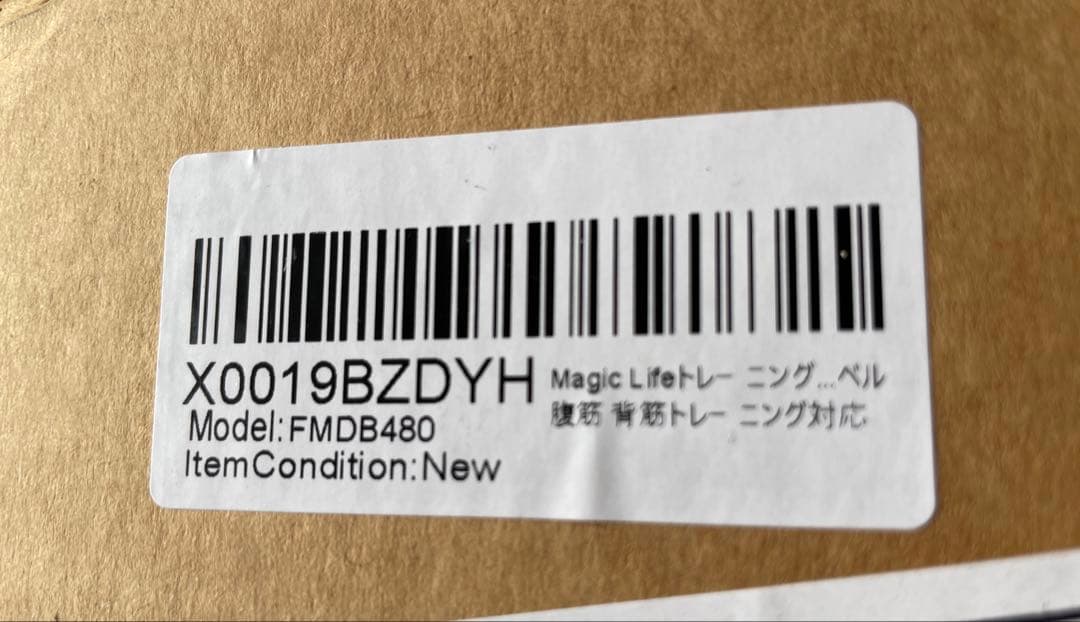 X0019BZDYH
Magic Lifeトレーニング...ベル
腹筋 背筋トレーニング対応
Model:FMDB480
ItemCondition:New